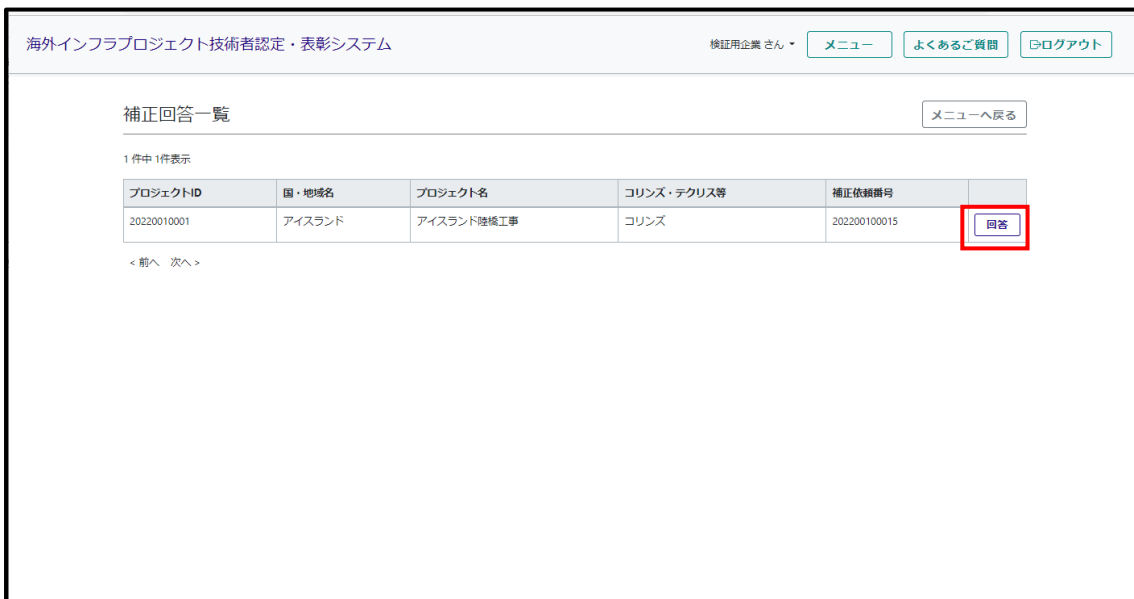 海外インフラプロジェクト技術者認定・表彰システム 検証用企業 さん メニュー よくあるご質問 ログアウト
補正回答一覧 メニューへ戻る
1 件中 1件表示
プロジェクトID 国・地域名 プロジェクト名 コリンズ・テクリス等 補正依頼番号
20220010001 アイスランド アイスランド陸橋工事 コリンズ 202200100015 回答
< 前へ 次へ >